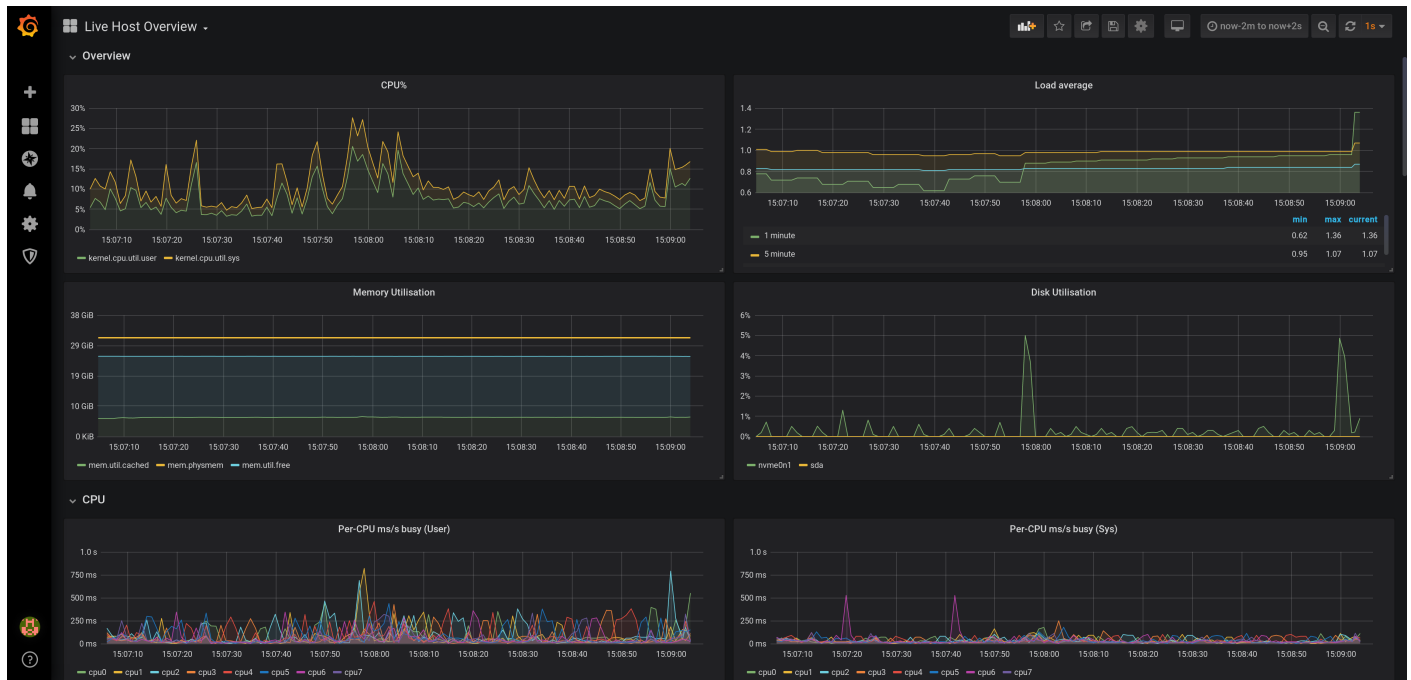 Live Host Overview
now-2m to now+2s
1s
Overview
CPU%
30%
25%
20%
15%
10%
5%
0%
15:07:10 15:07:20 15:07:30 15:07:40 15:07:50 15:08:00 15:08:10 15:08:20 15:08:30 15:08:40 15:08:50 15:09:00
kernel.cpu.util.user kernel.cpu.util.sys
Load average
1.4
1.2
1.0
0.8
0.6
15:07:10 15:07:20 15:07:30 15:07:40 15:07:50 15:08:00 15:08:10 15:08:20 15:08:30 15:08:40 15:08:50 15:09:00
min max current
1 minute 0.62 1.36 1.36
5 minute 0.95 1.07 1.07
Memory Utilisation
38 GiB
29 GiB
19 GiB
10 GiB
0 KiB
15:07:10 15:07:20 15:07:30 15:07:40 15:07:50 15:08:00 15:08:10 15:08:20 15:08:30 15:08:40 15:08:50 15:09:00
mem.util.cached mem.physmem mem.util.free
Disk Utilisation
6%
5%
4%
3%
2%
1%
0%
15:07:10 15:07:20 15:07:30 15:07:40 15:07:50 15:08:00 15:08:10 15:08:20 15:08:30 15:08:40 15:08:50 15:09:00
nvme0n1 sda
CPU
Per-CPU ms/s busy (User)
1.0 s
750 ms
500 ms
250 ms
0 ms
15:07:10 15:07:20 15:07:30 15:07:40 15:07:50 15:08:00 15:08:10 15:08:20 15:08:30 15:08:40 15:08:50 15:09:00
cpu0 cpu1 cpu2 cpu3 cpu4 cpu5 cpu6 cpu7
Per-CPU ms/s busy (Sys)
1.0 s
750 ms
500 ms
250 ms
0 ms
15:07:10 15:07:20 15:07:30 15:07:40 15:07:50 15:08:00 15:08:10 15:08:20 15:08:30 15:08:40 15:08:50 15:09:00
cpu0 cpu1 cpu2 cpu3 cpu4 cpu5 cpu6 cpu7